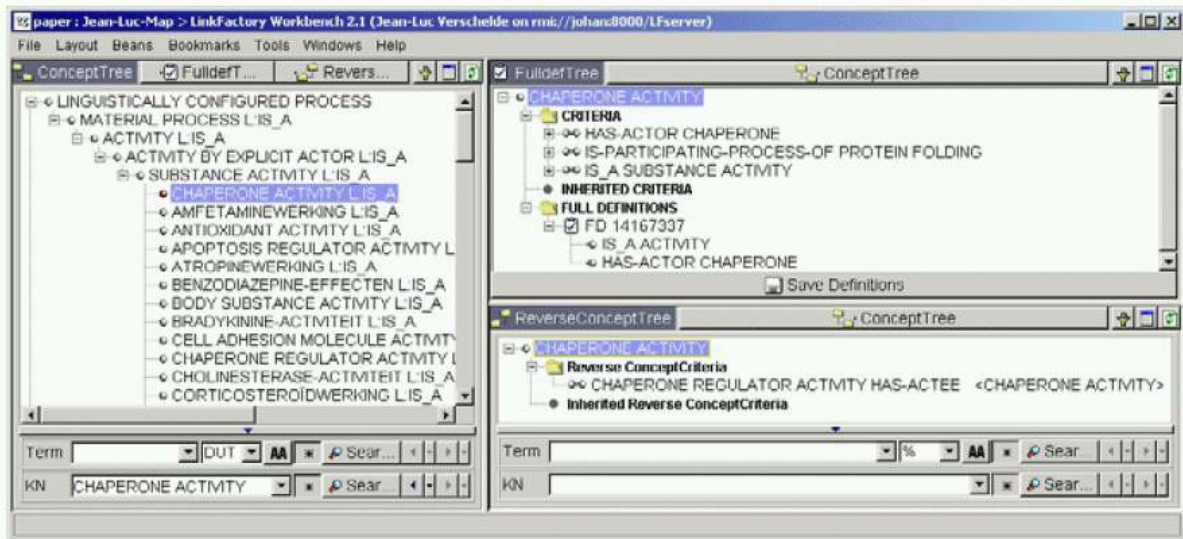 paper : Jean-Luc-Map > LinkFactory Workbench 2.1 (Jean-Luc Verschelde on rmi://johan:8000/LFserver)
File Layout Beans Bookmarks Tools Windows Help
ConceptTree FulldefT... Revers...
LINGUISTICALLY CONFIGURED PROCESS
MATERIAL PROCESS L:IS_A
ACTIVITY L:IS_A
ACTIVITY BY EXPLICIT ACTOR L:IS_A
SUBSTANCE ACTIVITY L:IS_A
CHAPERONE ACTIVITY L:IS_A
AMFETAMINEWERKING L:IS_A
ANTIOXIDANT ACTIVITY L:IS_A
APOPTOSIS REGULATOR ACTIVITY L
ATROPINEWERKING L:IS_A
BENZODIAZEPINE-EFFECTEN L:IS_A
BODY SUBSTANCE ACTIVITY L:IS_A
BRADYKININE-ACTIVITEIT L:IS_A
CELL ADHESION MOLECULE ACTIVITY
CHAPERONE REGULATOR ACTIVITY L
CHOLINESTERASE-ACTIVITEIT L:IS_A
CORTICOSTEROÏDWERKING L:IS_A
Term DUT AA * Sear...
KN CHAPERONE ACTIVITY * Sear...
FulldefTree ConceptTree
CHAPERONE ACTIVITY
CRITERIA
HAS-ACTOR CHAPERONE
IS-PARTICIPATING-PROCESS-OF PROTEIN FOLDING
IS_A SUBSTANCE ACTIVITY
INHERITED CRITERIA
FULL DEFINITIONS
FD 14167337
IS_A ACTIVITY
HAS-ACTOR CHAPERONE
Save Definitions
ReverseConceptTree ConceptTree
CHAPERONE ACTIVITY
Reverse ConceptCriteria
CHAPERONE REGULATOR ACTIVITY HAS-ACTEE <CHAPERONE ACTIVITY>
Inherited Reverse ConceptCriteria
Term % AA * Sear...
KN * Sear...